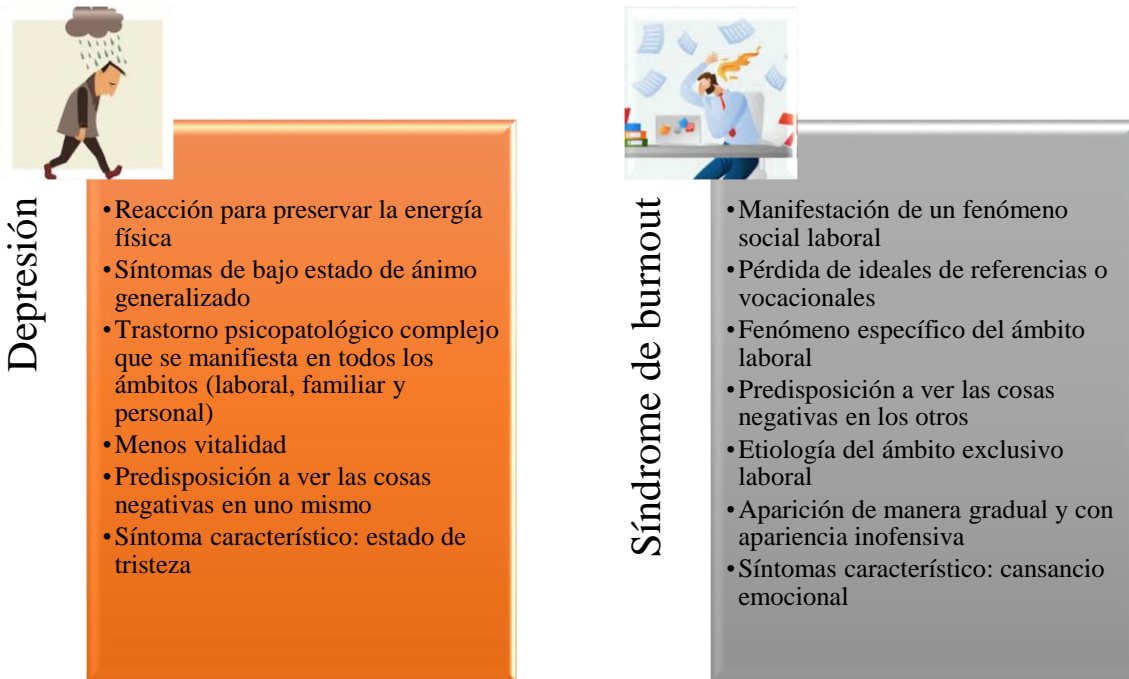 Depresión
•Reacción para preservar la energía
física
•Síntomas de bajo estado de ánimo
generalizado
•Trastorno psicopatológico complejo
que se manifiesta en todos los
ámbitos (laboral, familiar y
personal)
•Menos vitalidad
•Predisposición a ver las cosas
negativas en uno mismo
•Síntoma característico: estado de
tristeza
Síndrome de burnout
•Manifestación de un fenómeno
social laboral
•Pérdida de ideales de referencias o
vocacionales
•Fenómeno específico del ámbito
laboral
•Predisposición a ver las cosas
negativas en los otros
•Etiología del ámbito exclusivo
laboral
•Aparición de manera gradual y con
apariencia inofensiva
•Síntomas característico: cansancio
emocional